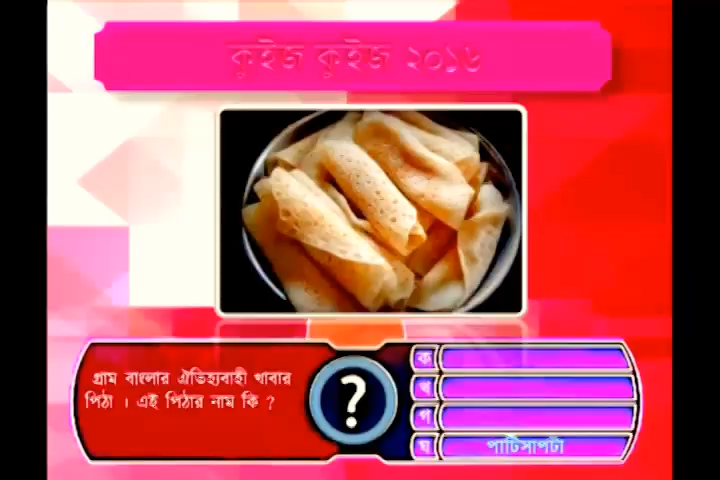 কুইজ কুইজ ২০১৬
গ্রাম বাংলার ঐতিহ্যবাহী খাবার
পিঠা । এই পিঠার নাম কি ?
?
ক
খ
গ
ঘ পাটিসাপটা